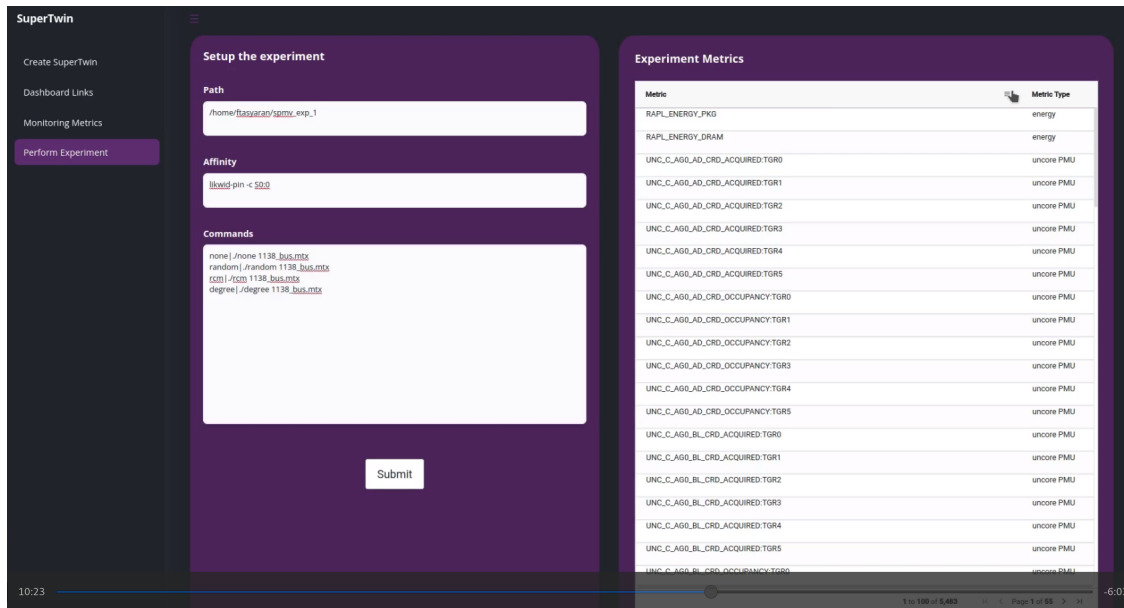 SuperTwin
Create SuperTwin
Dashboard Links
Monitoring Metrics
Perform Experiment
Setup the experiment
Path
/home/ftasyaran/spmv_exp_1
Affinity
likwid-pin -c S0:0
Commands
none|./none 1138_bus.mtx
random|./random 1138_bus.mtx
rcm|./rcm 1138_bus.mtx
degree|./degree 1138_bus.mtx
Submit
Experiment Metrics
Metric Metric Type
RAPL_ENERGY_PKG energy
RAPL_ENERGY_DRAM energy
UNC_C_AG0_AD_CRD_ACQUIRED:TGR0 uncore PMU
UNC_C_AG0_AD_CRD_ACQUIRED:TGR1 uncore PMU
UNC_C_AG0_AD_CRD_ACQUIRED:TGR2 uncore PMU
UNC_C_AG0_AD_CRD_ACQUIRED:TGR3 uncore PMU
UNC_C_AG0_AD_CRD_ACQUIRED:TGR4 uncore PMU
UNC_C_AG0_AD_CRD_ACQUIRED:TGR5 uncore PMU
UNC_C_AG0_AD_CRD_OCCUPANCY:TGR0 uncore PMU
UNC_C_AG0_AD_CRD_OCCUPANCY:TGR1 uncore PMU
UNC_C_AG0_AD_CRD_OCCUPANCY:TGR2 uncore PMU
UNC_C_AG0_AD_CRD_OCCUPANCY:TGR3 uncore PMU
UNC_C_AG0_AD_CRD_OCCUPANCY:TGR4 uncore PMU
UNC_C_AG0_AD_CRD_OCCUPANCY:TGR5 uncore PMU
UNC_C_AG0_BL_CRD_ACQUIRED:TGR0 uncore PMU
UNC_C_AG0_BL_CRD_ACQUIRED:TGR1 uncore PMU
UNC_C_AG0_BL_CRD_ACQUIRED:TGR2 uncore PMU
UNC_C_AG0_BL_CRD_ACQUIRED:TGR3 uncore PMU
UNC_C_AG0_BL_CRD_ACQUIRED:TGR4 uncore PMU
UNC_C_AG0_BL_CRD_ACQUIRED:TGR5 uncore PMU
UNC_C_AG0_BL_CRD_OCCUPANCY:TGR0 uncore PMU
1 to 100 of 5,483 Page 1 of 55
10:23